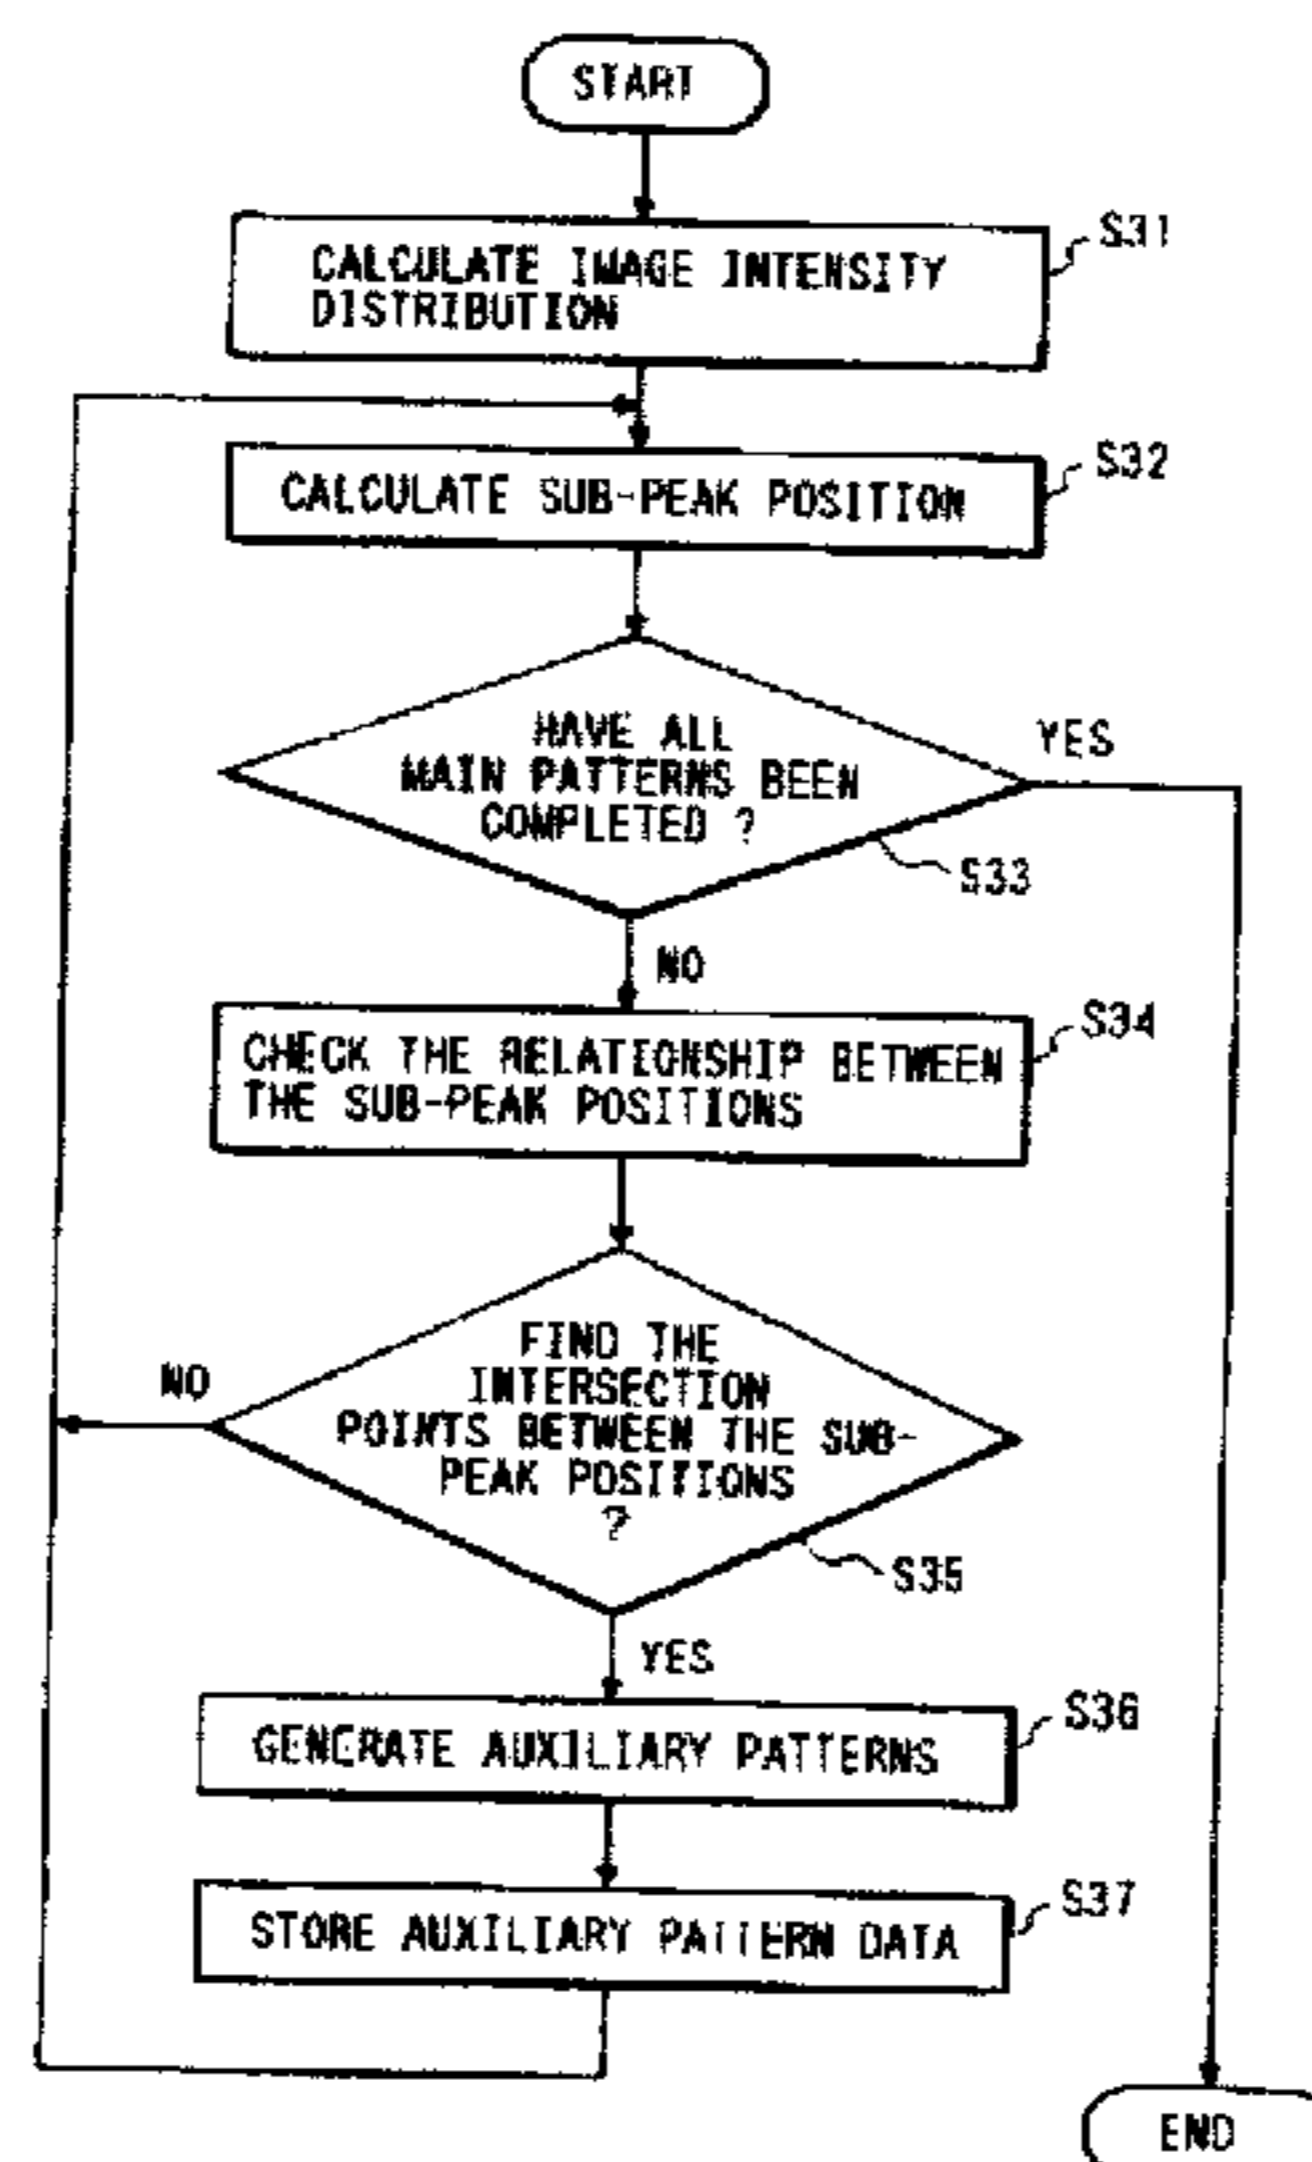 START
CALCULATE IMAGE INTENSITY
DISTRIBUTION
S31
CALCULATE SUB-PEAK POSITION
S32
HAVE ALL
MAIN PATTERNS BEEN
COMPLETED ?
YES
S33
NO
CHECK THE RELATIONSHIP BETWEEN
THE SUB-PEAK POSITIONS
S34
FIND THE
INTERSECTION
POINTS BETWEEN THE SUB-
PEAK POSITIONS
?
NO
S35
YES
GENERATE AUXILIARY PATTERNS
S36
STORE AUXILIARY PATTERN DATA
S37
END